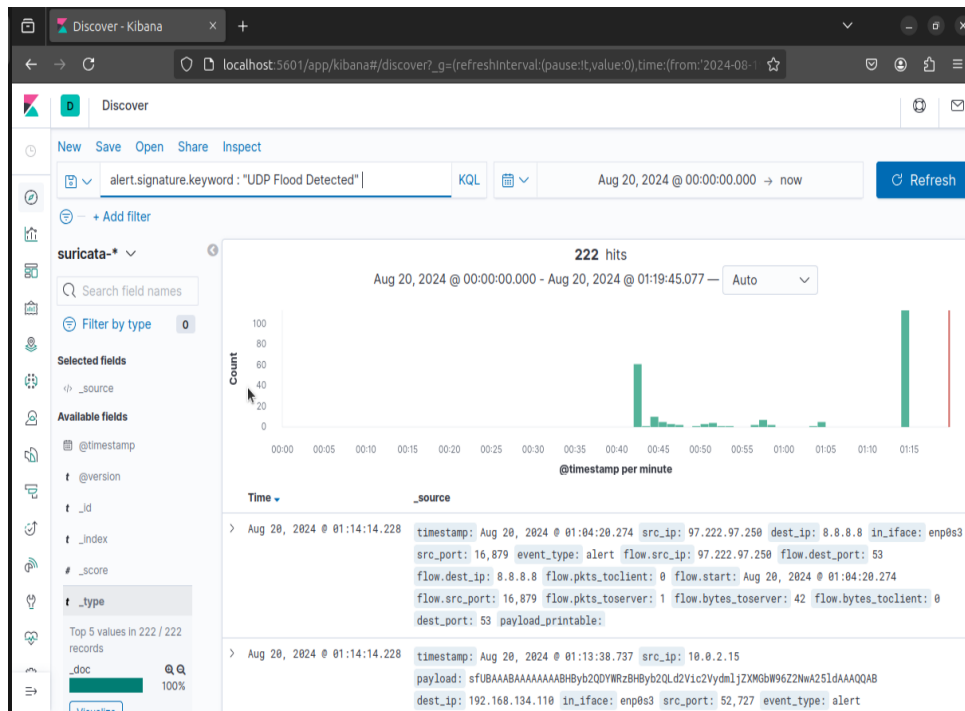 Discover - Kibana
localhost:5601/app/kibana#/discover?_g=(refreshInterval:(pause:!t,value:0),time:(from:'2024-08-
D Discover
New Save Open Share Inspect
alert.signature.keyword : "UDP Flood Detected" KQL Aug 20, 2024 @ 00:00:00.000 → now Refresh
+ Add filter
suricata-*
222 hits
Aug 20, 2024 @ 00:00:00.000 - Aug 20, 2024 @ 01:19:45.077 — Auto
Search field names
Filter by type 0
Selected fields
_source
Available fields
@timestamp
t @version
t _id
t _index
# _score
t _type
Top 5 values in 222 / 222
records
_doc
100%
Visualize
Count
100
80
60
40
20
0
00:00 00:05 00:10 00:15 00:20 00:25 00:30 00:35 00:40 00:45 00:50 00:55 01:00 01:05 01:10 01:15
@timestamp per minute
Time _source
Aug 20, 2024 @ 01:14:14.228 timestamp: Aug 20, 2024 @ 01:04:20.274 src_ip: 97.222.97.250 dest_ip: 8.8.8.8 in_iface: enp0s3
src_port: 16,879 event_type: alert flow.src_ip: 97.222.97.250 flow.dest_port: 53
flow.dest_ip: 8.8.8.8 flow.pkts_toclient: 0 flow.start: Aug 20, 2024 @ 01:04:20.274
flow.src_port: 16,879 flow.pkts_toserver: 1 flow.bytes_toserver: 42 flow.bytes_toclient: 0
dest_port: 53 payload_printable:
Aug 20, 2024 @ 01:14:14.228 timestamp: Aug 20, 2024 @ 01:13:38.737 src_ip: 10.0.2.15
payload: sfUBAAABAAAAAAABHByb2QDYWRzBHByb2QLd2Vic2VydmljZXMGbW96Z2NwA25ldAAAQQAB
dest_ip: 192.168.134.110 in_iface: enp0s3 src_port: 52,727 event_type: alert